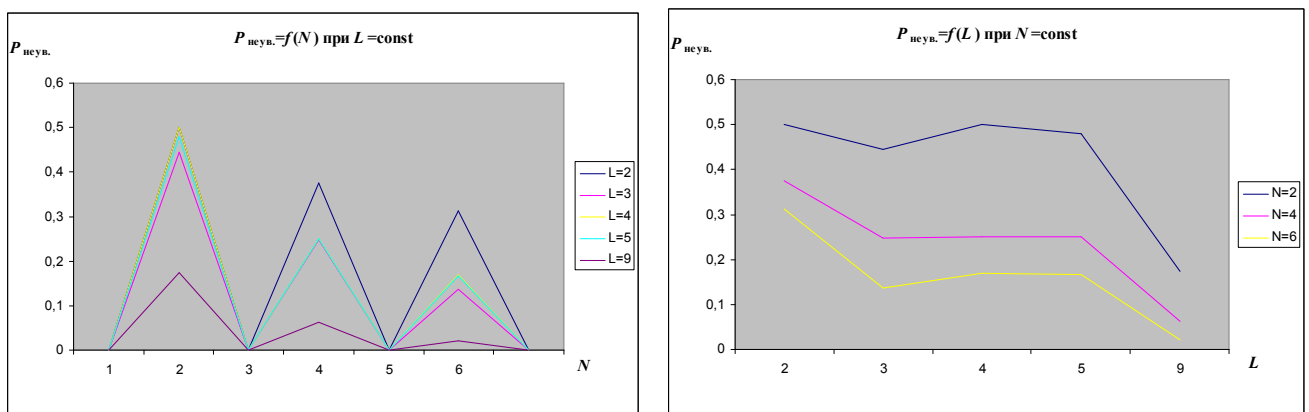 P неув.=f(N) при L =const
P неув.
0,6
0,5
0,4
0,3
0,2
0,1
0
1 2 3 4 5 6
N
L=2
L=3
L=4
L=5
L=9
P неув.=f(L) при N=const
P неув.
0,6
0,5
0,4
0,3
0,2
0,1
0
2 3 4 5 9
L
N=2
N=4
N=6